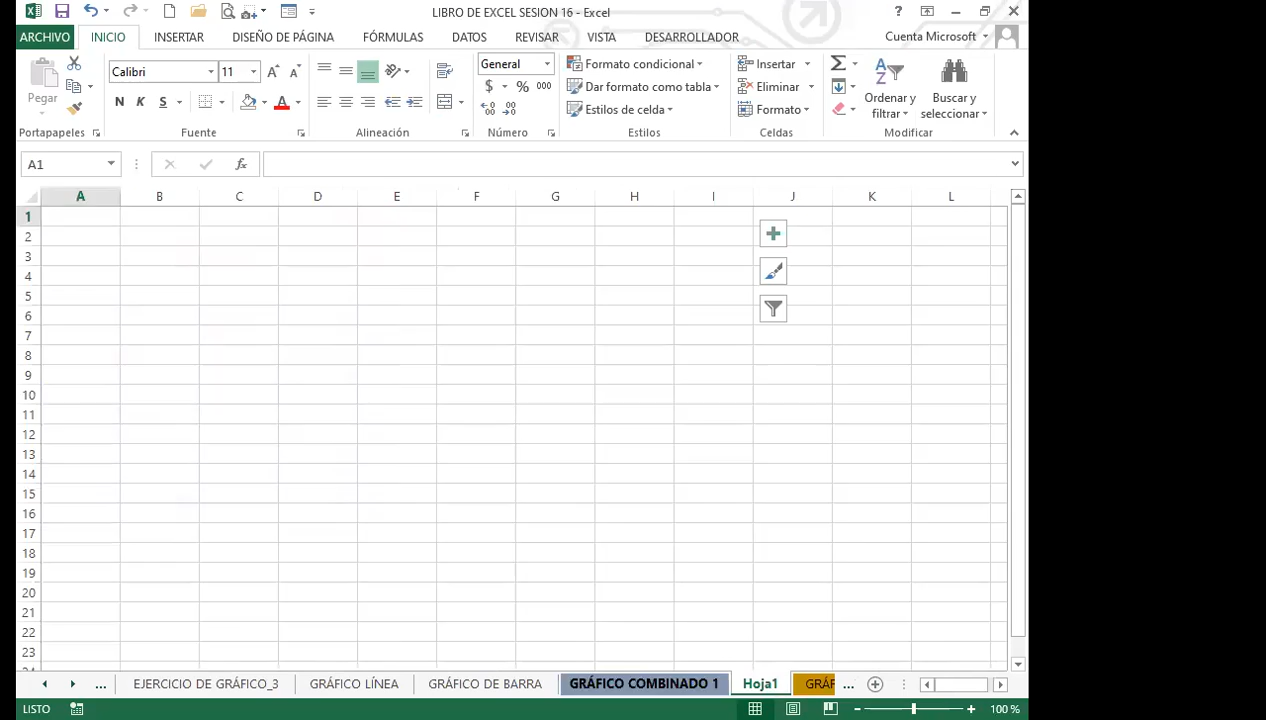 LIBRO DE EXCEL SESION 16 - Excel
?
ARCHIVO INICIO INSERTAR DISEÑO DE PÁGINA FÓRMULAS DATOS REVISAR VISTA DESARROLLADOR Cuenta Microsoft
Pegar
Calibri 11
N K S
A
General
$ % 000
Formato condicional
Dar formato como tabla
Estilos de celda
Insertar
Eliminar
Formato
Ordenar y
filtrar
Buscar y
seleccionar
Portapapeles Fuente Alineación Número Estilos Celdas Modificar
A1 fx
A B C D E F G H I J K L
1
2
3
4
5
6
7
8
9
10
11
12
13
14
15
16
17
18
19
20
21
22
23
24
... EJERCICIO DE GRÁFICO_3 GRÁFICO LÍNEA GRÁFICO DE BARRA GRÁFICO COMBINADO 1 Hoja1 GRÁF ...
LISTO 100 %